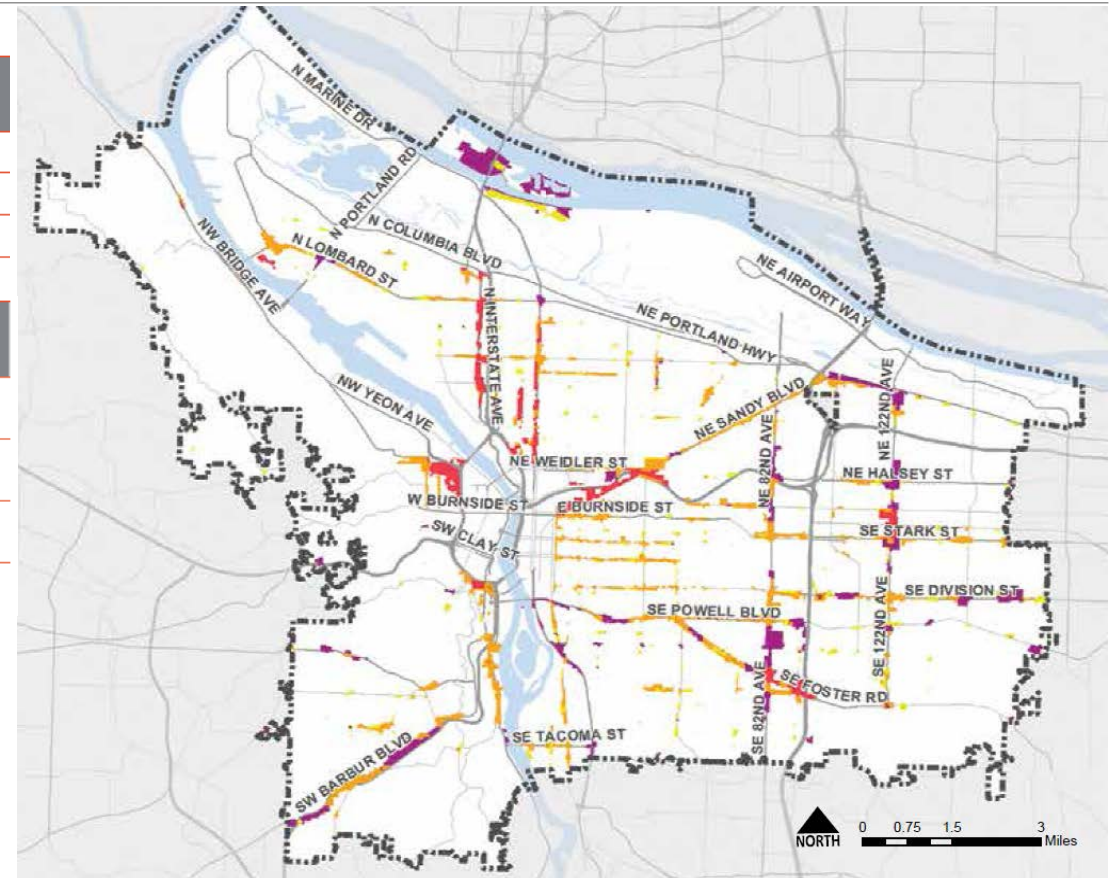 N MARINE DR
N PORTLAND RD
N COLUMBIA BLVD
N LOMBARD ST
NW BRIDGE AVE
NE AIRPORT WAY
N INTERSTATE AVE
NE PORTLAND HWY
NW YEON AVE
NE SANDY BLVD
NE 122ND AVE
NE 82ND AVE
NE WEIDLER ST
NE HALSEY ST
W BURNSIDE ST
E BURNSIDE ST
SW CLAY ST
SE STARK ST
SE DIVISION ST
SE POWELL BLVD
SE 122ND AVE
SE FOSTER RD
SE 82ND AVE
SE TACOMA ST
SW BARBUR BLVD
NORTH
0 0.75 1.5 3
Miles